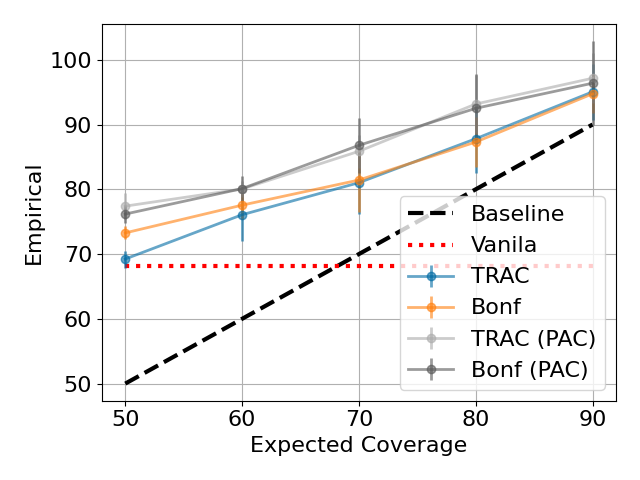 100
90
80
70
60
50
Empirical
50 60 70 80 90
Expected Coverage
Baseline
Vanila
TRAC
Bonf
TRAC (PAC)
Bonf (PAC)